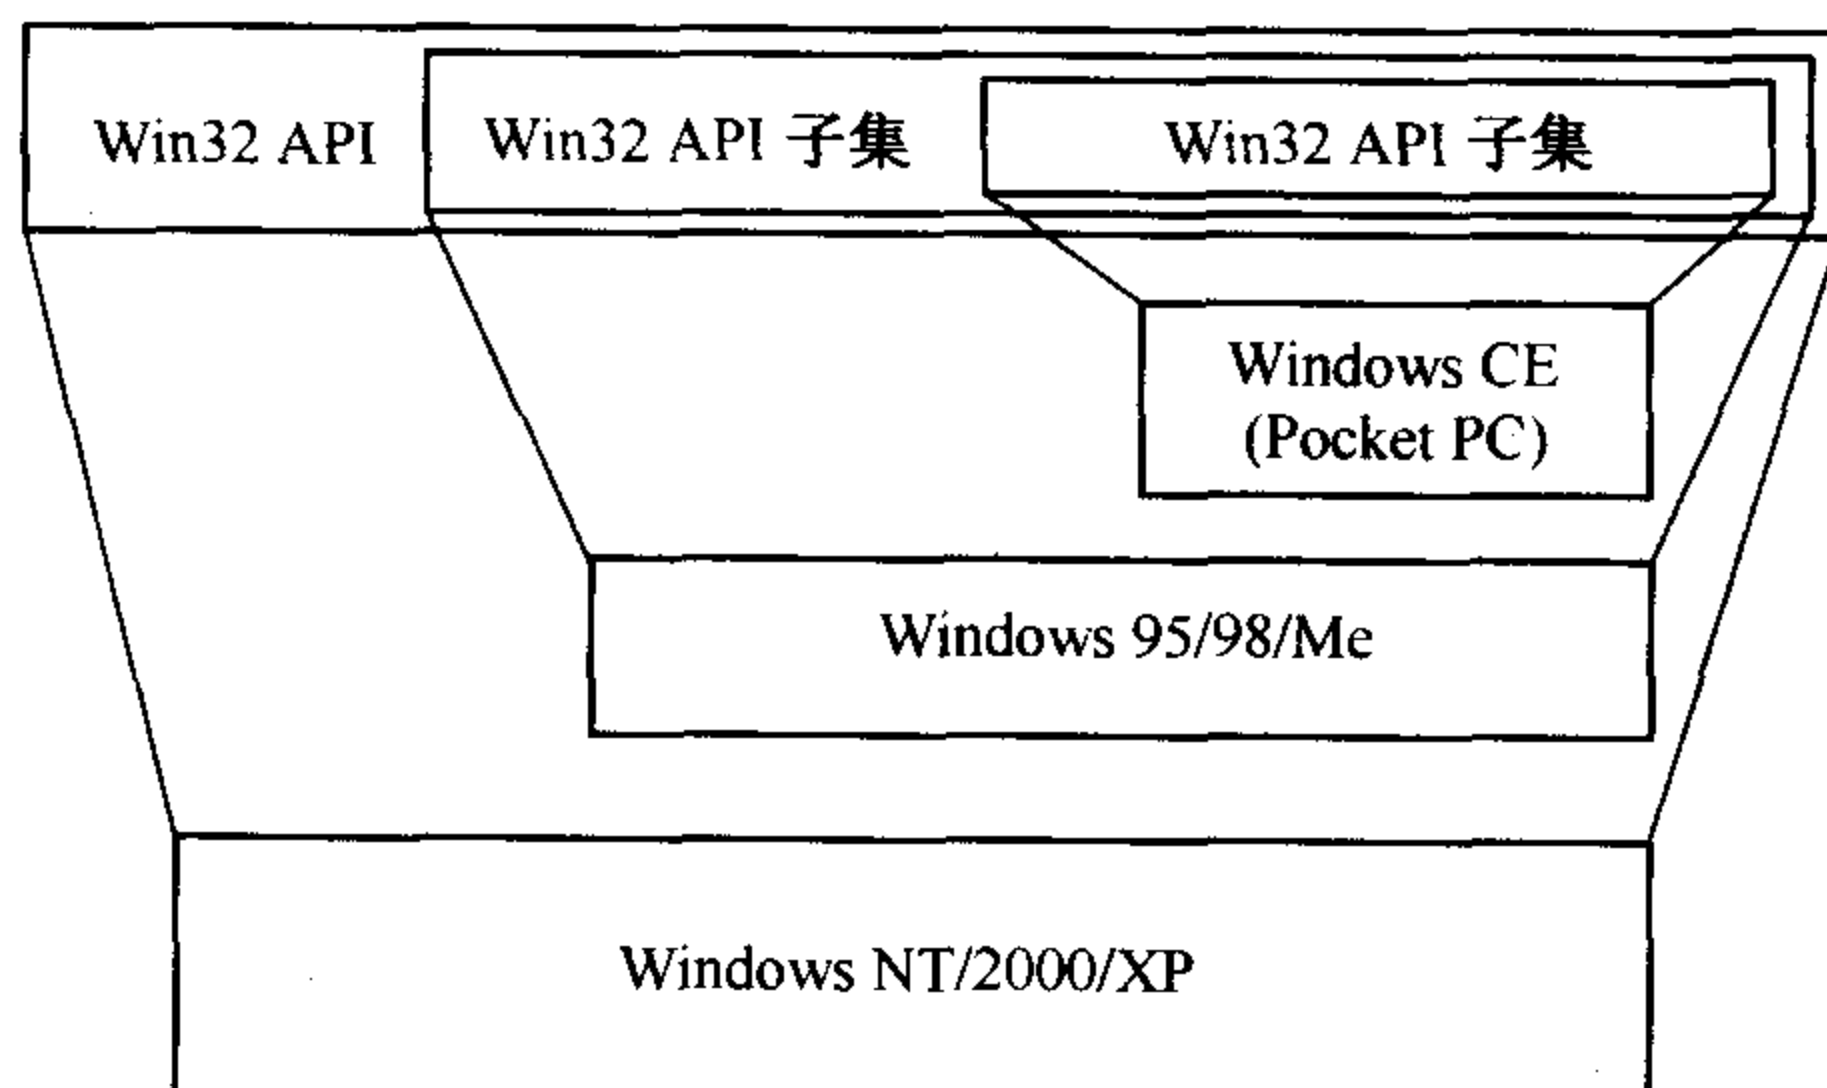 Win32 API
Win32 API 子集
Win32 API 子集
Windows CE
(Pocket PC)
Windows 95/98/Me
Windows NT/2000/XP